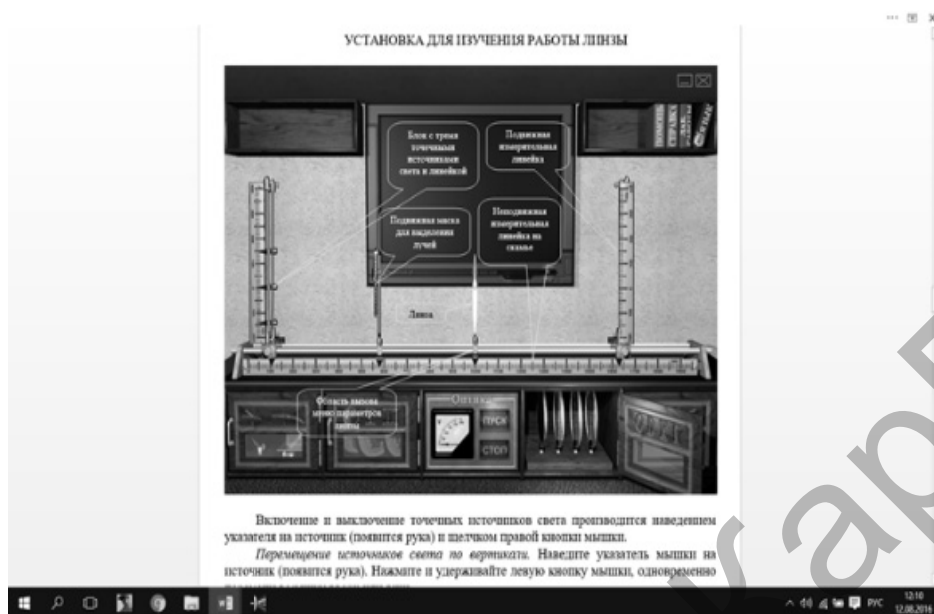 УСТАНОВКА ДЛЯ ИЗУЧЕНИЯ РАБОТЫ ЛИНЗЫ
ПОМОЩЬ
СПРАВКА
Блок с тремя
точечными
источниками
света и линейкой
Подвижная
измерительная
линейка
Подвижная маска
для выделения
лучей
Неподвижная
измерительная
линейка на
скамье
Линза
Область вызова
меню параметров
линзы
Оптика
ПУСК
СТОП
Включение и выключение точечных источников света производится наведением
указателя на источник (появится рука) и щелчком правой кнопки мышки.
Перемещение источников света по вертикали. Наведите указатель мышки на
источник (появится рука). Нажмите и удерживайте левую кнопку мышки, одновременно
РУС
12:10
12.08.2016
КарГ